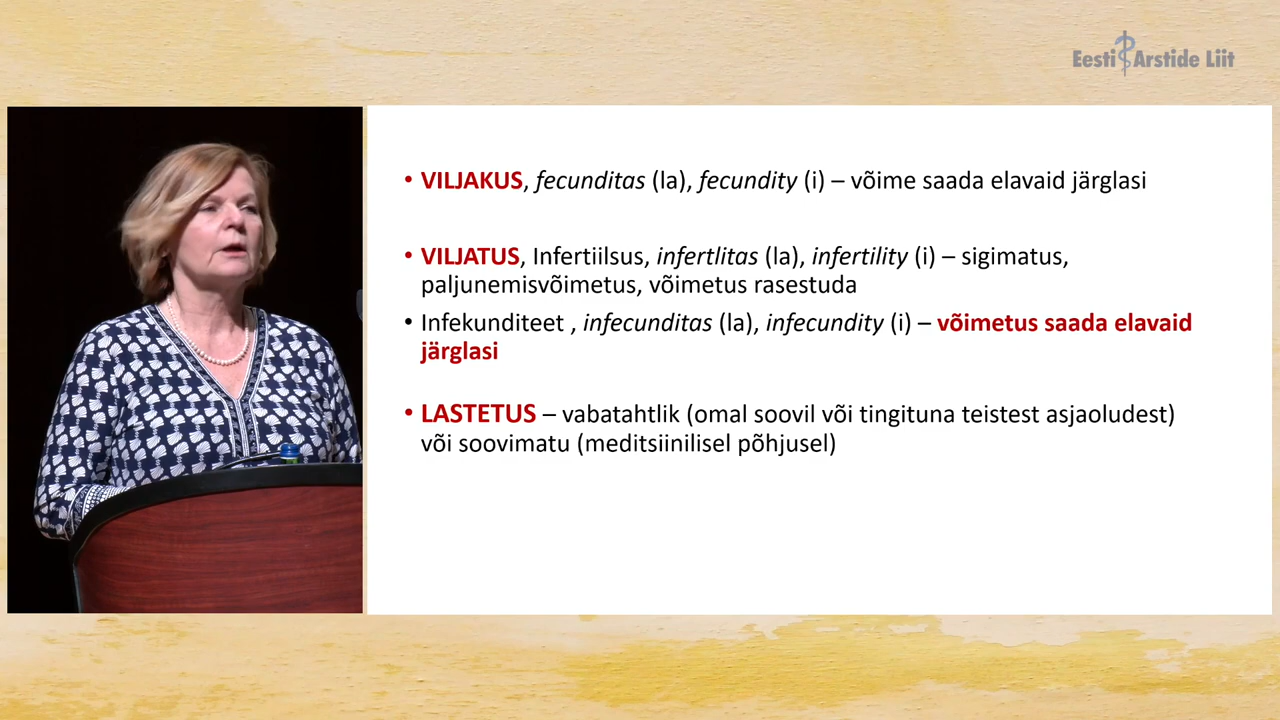 Eesti Arstide Liit
• VILJAKUS, fecunditas (la), fecundity (i) – võime saada elavaid järglasi
• VILJATUS, Infertiilsus, infertlitas (la), infertility (i) – sigimatus,
paljunemisvõimetus, võimetus rasestuda
• Infekunditeet , infecunditas (la), infecundity (i) – võimetus saada elavaid
järglasi
• LASTETUS – vabatahtlik (omal soovil või tingituna teistest asjaoludest)
või soovimatu (meditsiinilisel põhjusel)